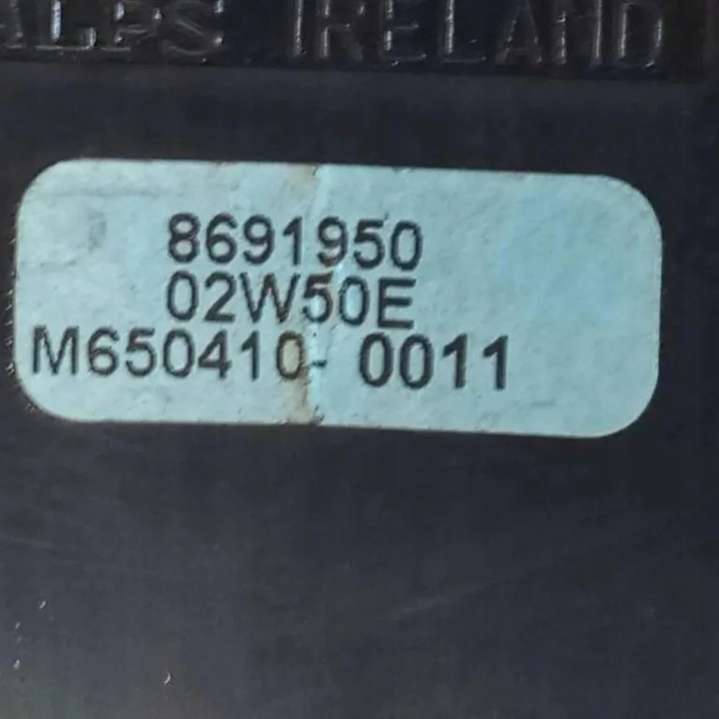 ALPS IRELAND
8691950
02W50E
M650410- 0011